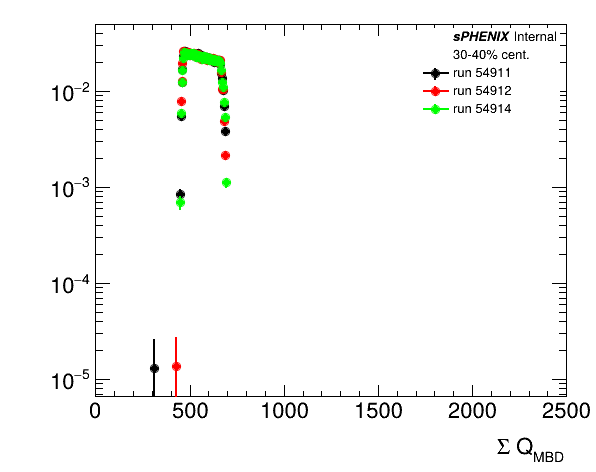 sPHENIX Internal
30-40% cent.
run 54911
run 54912
run 54914
10−2
10−3
10−4
10−5
0 500 1000 1500 2000 2500
Σ QMBD